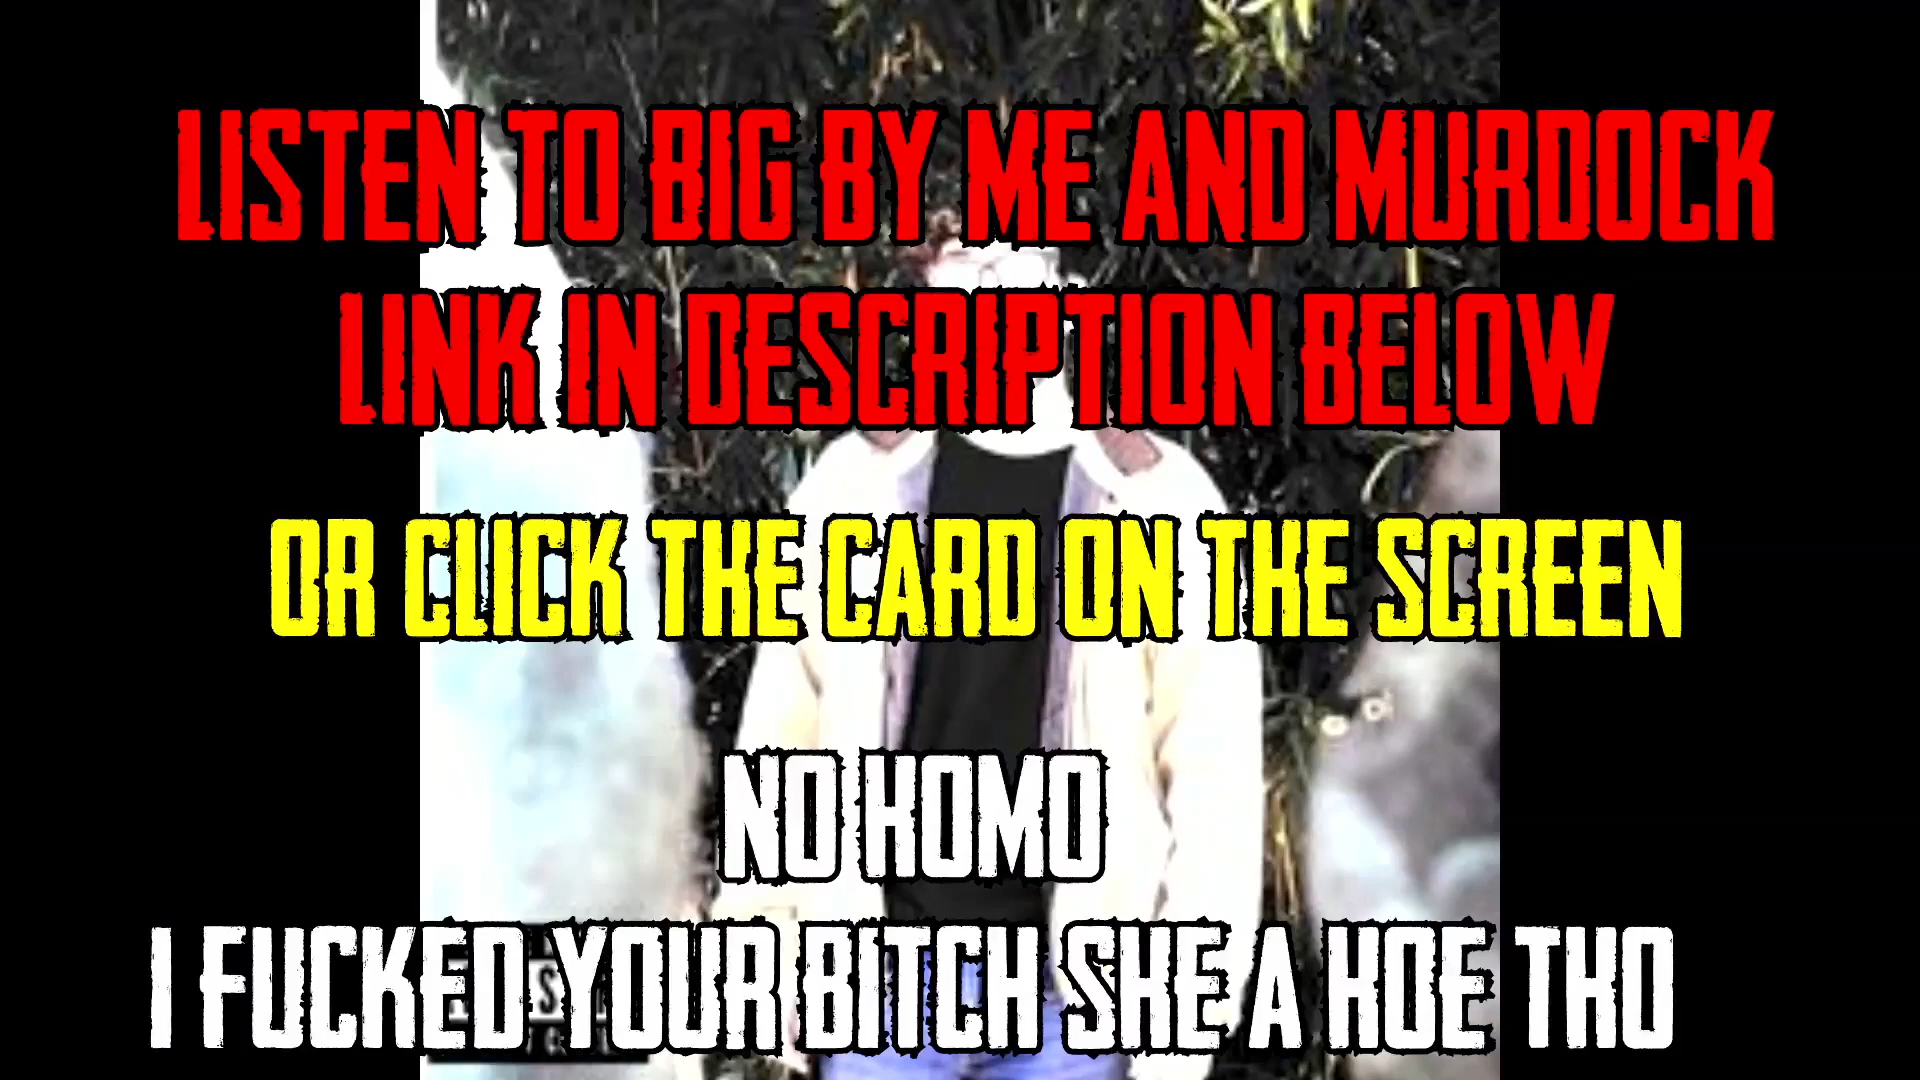 LISTEN TO BIG BY ME AND MURDOCK
LINK IN DESCRIPTION BELOW
OR CLICK THE CARD ON THE SCREEN
NO HOMO
I FUCKED YOUR BITCH SHE A HOE THO